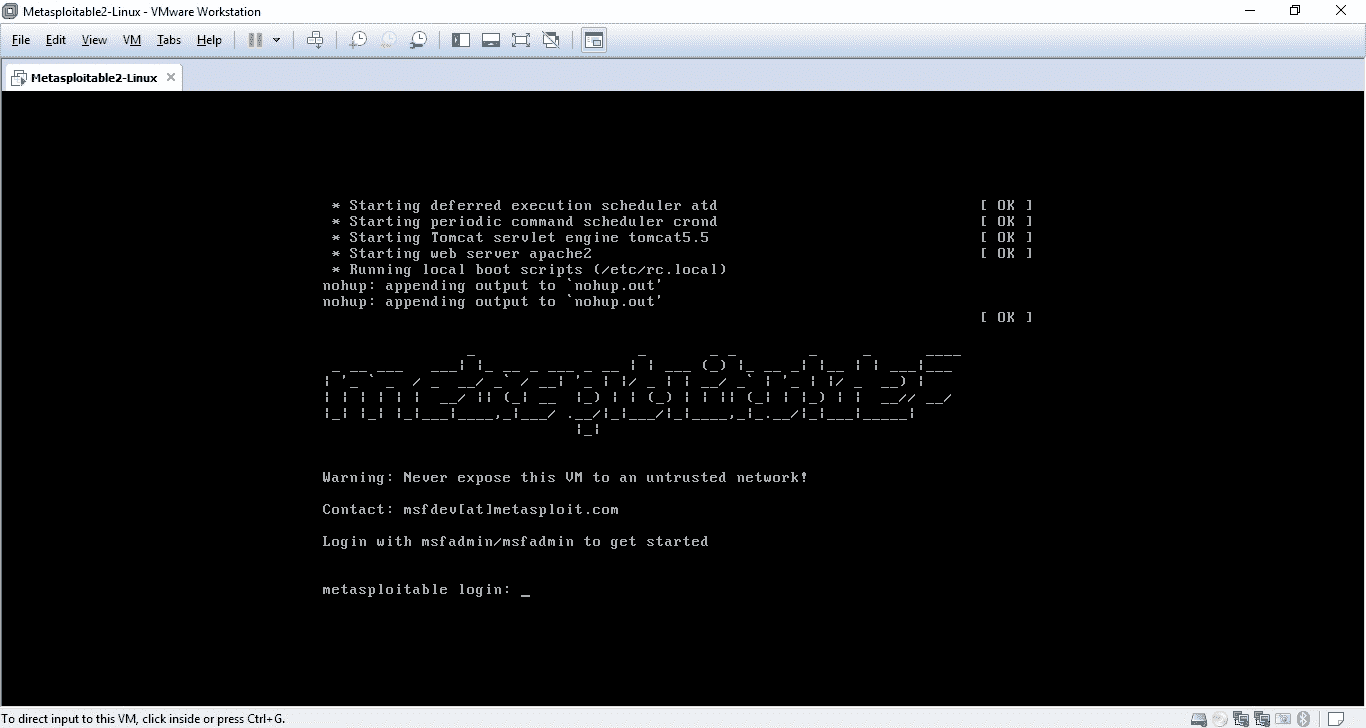 Metasploitable2-Linux - VMware Workstation
File Edit View VM Tabs Help
Metasploitable2-Linux
* Starting deferred execution scheduler atd [ OK ]
* Starting periodic command scheduler crond [ OK ]
* Starting Tomcat servlet engine tomcat5.5 [ OK ]
* Starting web server apache2 [ OK ]
* Running local boot scripts (/etc/rc.local)
nohup: appending output to `nohup.out'
nohup: appending output to `nohup.out'
[ OK ]
metasploitable2
Warning: Never expose this VM to an untrusted network!
Contact: msfdev[at]metasploit.com
Login with msfadmin/msfadmin to get started
metasploitable login: _
To direct input to this VM, click inside or press Ctrl+G.